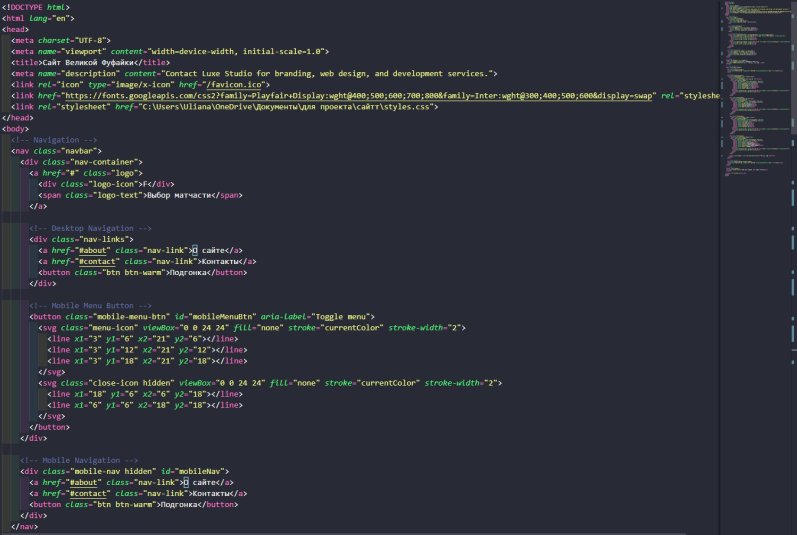 <!DOCTYPE html>
<html lang="en">
<head>
<meta charset="UTF-8">
<meta name="viewport" content="width=device-width, initial-scale=1.0">
<title>Сайт Великой Фуфайки</title>
<meta name="description" content="Contact Luxe Studio for branding, web design, and development services.">
<link rel="icon" type="image/x-icon" href="/favicon.ico">
<link href="https://fonts.googleapis.com/css2?family=Playfair+Display:wght@400;500;600;700;800&family=Inter:wght@300;400;500;600&display=swap" rel="styleshe
<link rel="stylesheet" href="C:\Users\Uliana\OneDrive\Документы\для проекта\сайтт\styles.css">
</head>
<body>
<!-- Navigation -->
<nav class="navbar">
<div class="nav-container">
<a href="#" class="logo">
<div class="logo-icon">F</div>
<span class="logo-text">Выбор матчасти</span>
</a>
<!-- Desktop Navigation -->
<div class="nav-links">
<a href="#about" class="nav-link">О сайте</a>
<a href="#contact" class="nav-link">Контакты</a>
<button class="btn btn-warm">Подгонка</button>
</div>
<!-- Mobile Menu Button -->
<button class="mobile-menu-btn" id="mobileMenuBtn" aria-label="Toggle menu">
<svg class="menu-icon" viewBox="0 0 24 24" fill="none" stroke="currentColor" stroke-width="2">
<line x1="3" y1="6" x2="21" y2="6"></line>
<line x1="3" y1="12" x2="21" y2="12"></line>
<line x1="3" y1="18" x2="21" y2="18"></line>
</svg>
<svg class="close-icon hidden" viewBox="0 0 24 24" fill="none" stroke="currentColor" stroke-width="2">
<line x1="18" y1="6" x2="6" y2="18"></line>
<line x1="6" y1="6" x2="18" y2="18"></line>
</svg>
</button>
</div>
<!-- Mobile Navigation -->
<div class="mobile-nav hidden" id="mobileNav">
<a href="#about" class="nav-link">О сайте</a>
<a href="#contact" class="nav-link">Контакты</a>
<button class="btn btn-warm">Подгонка</button>
</div>
</nav>